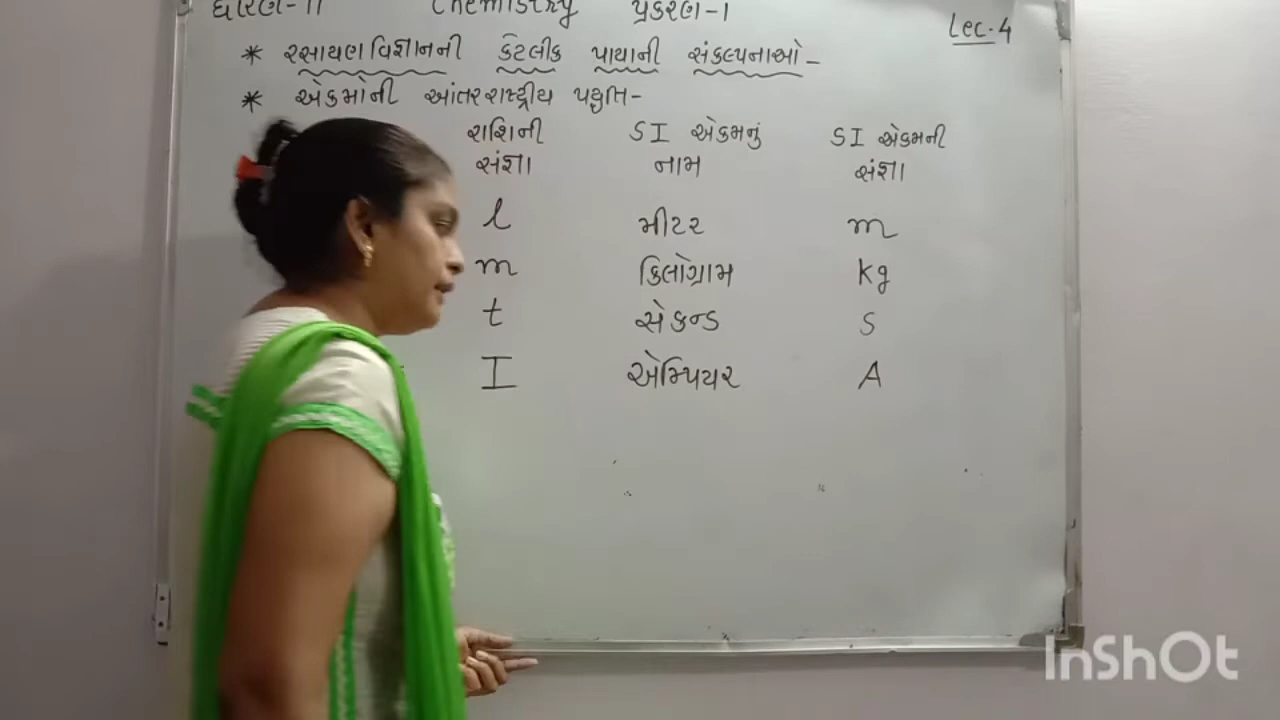 ધોરણ-11 Chemistry પ્રકરણ-1
Lec.4
* રસાયણ વિજ્ઞાનની કેટલીક પાયાની સંકલ્પનાઓ-
* એકમોની આંતરરાષ્ટ્રીય પદ્ધતિ-
રાશિની SI એકમનું SI એકમની
સંજ્ઞા નામ સંજ્ઞા
l મીટર m
m કિલોગ્રામ kg
t સેકન્ડ S
I એમ્પિયર A
InShOt